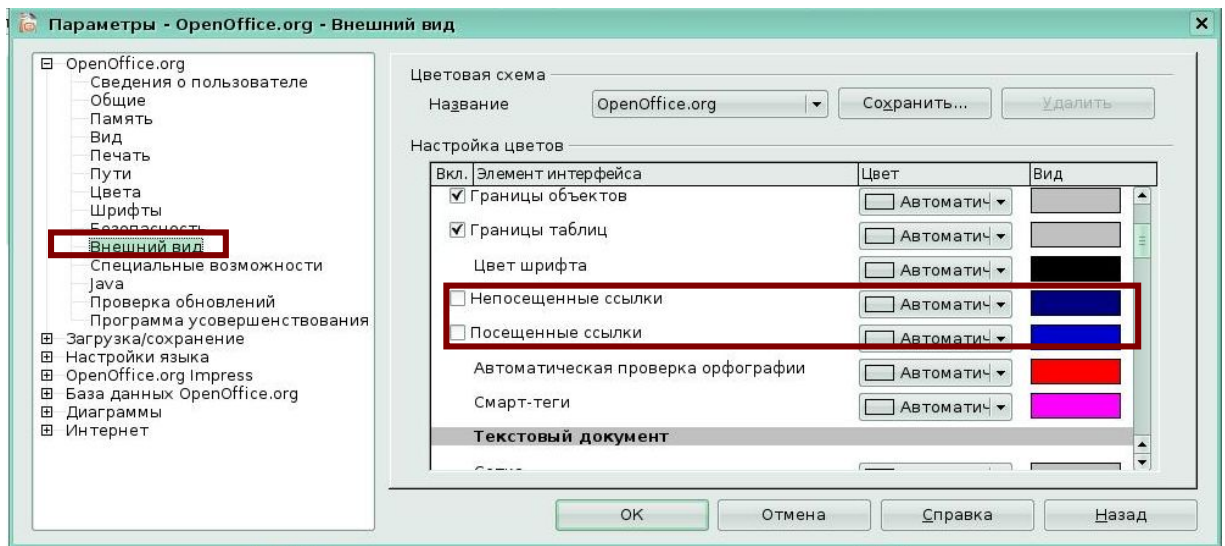 Параметры - OpenOffice.org - Внешний вид
OpenOffice.org
Сведения о пользователе
Общие
Память
Вид
Печать
Пути
Цвета
Шрифты
Безопасность
Внешний вид
Специальные возможности
Java
Проверка обновлений
Программа усовершенствования
Загрузка/сохранение
Настройки языка
OpenOffice.org Impress
База данных OpenOffice.org
Диаграммы
Интернет
Цветовая схема
Название OpenOffice.org Сохранить... Удалить
Настройка цветов
Вкл. Элемент интерфейса Цвет Вид
Границы объектов Автоматич
Границы таблиц Автоматич
Цвет шрифта Автоматич
Непосещенные ссылки Автоматич
Посещенные ссылки Автоматич
Автоматическая проверка орфографии Автоматич
Смарт-теги Автоматич
Текстовый документ
OK Отмена Справка Назад